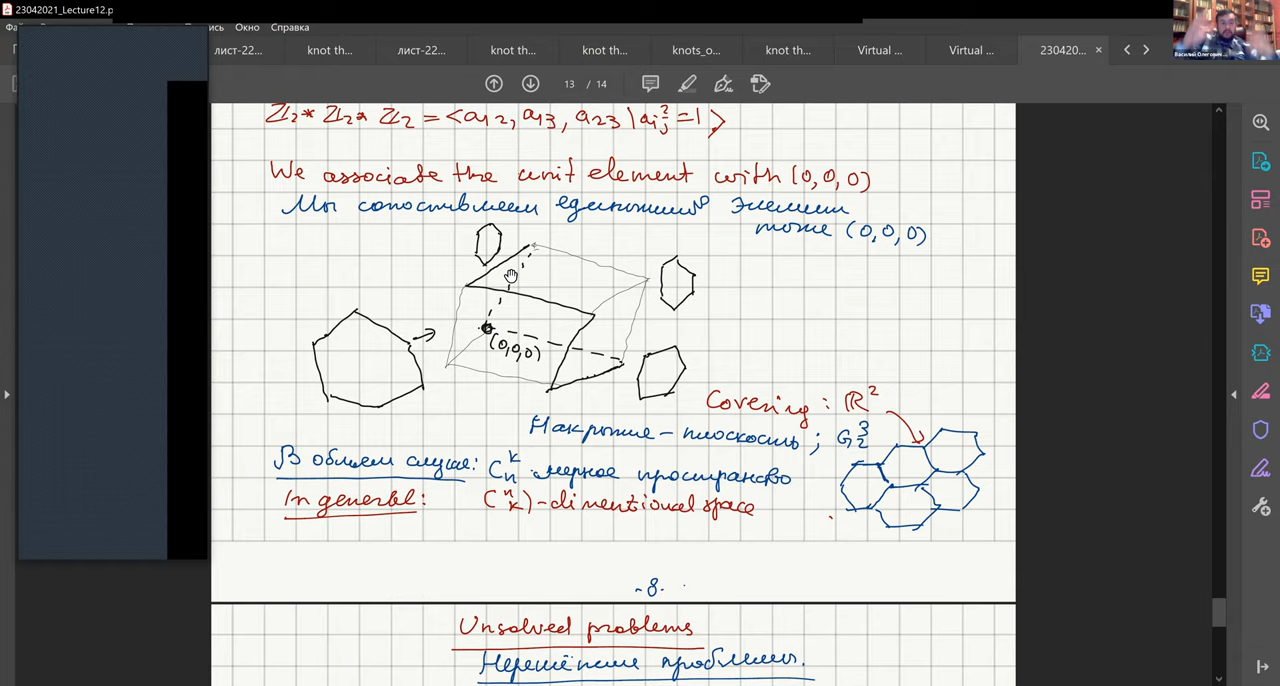 23042021_Lecture12.p
Окно Справка
лист-22... knot th... лист-22... knot th... knot th... knots_o... knot th... Virtual ... Virtual ... 230420... ×
13 / 14
Z₂ * Z₂ * Z₂ = <a₁₂, a₁₃, a₂₃ | aᵢⱼ² = 1>
We associate the unit element with (0,0,0)
Мы сопоставляем единичный элемент
тоже (0,0,0)
(0,0,0)
Covering: ℝ²
Накрытие - плоскость; G₂³
В общем случае: Cₙᵏ мерное пространство
In general: (ⁿₖ)-dimentional space
-8.
Unsolved problems
Нерешённые проблемы.